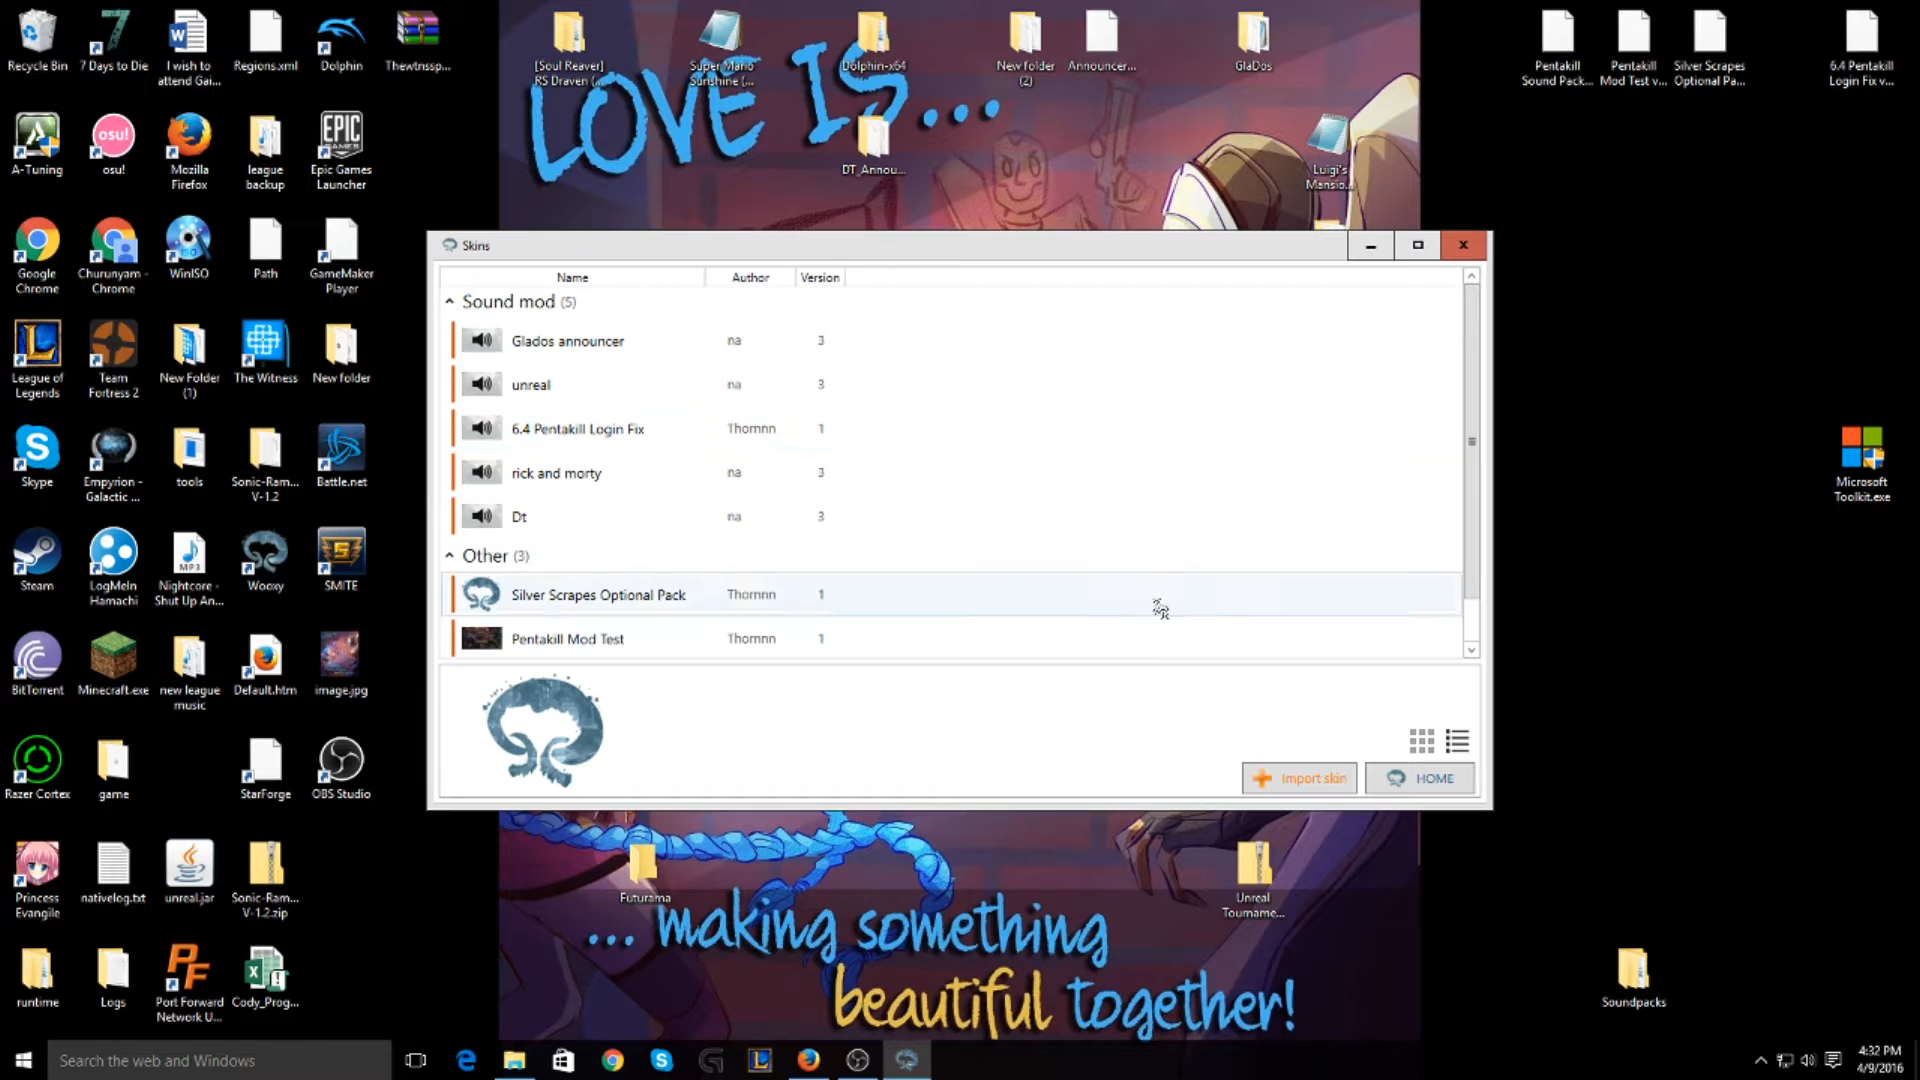 Recycle Bin
7 Days to Die
I wish to
attend Gai...
Regions.xml
Dolphin
Thewtnssp...
[Soul Reaver]
RS Draven (...
Super Mario
Sunshine (...
Dolphin-x64
New folder
(2)
Announcer...
GlaDos
Pentakill
Sound Pack...
Pentakill
Mod Test v...
Silver Scrapes
Optional Pa...
6.4 Pentakill
Login Fix v...
LOVE IS...
A-Tuning
osu!
osu!
Mozilla
Firefox
league
backup
EPIC
GAMES
Epic Games
Launcher
DT_Annou...
Luigi's
Mansio...
Google
Chrome
Churunyam -
Chrome
ISO
WinISO
Path
GameMaker
Player
League of
Legends
Team
Fortress 2
New Folder
(1)
The Witness
New folder
Skype
Empyrion -
Galactic ...
tools
Sonic-Ram...
V-1.2
Battle.net
Microsoft
Toolkit.exe
Steam
LogMeIn
Hamachi
MP3
Nightcore -
Shut Up An...
Wooxy
SMITE
BitTorrent
Minecraft.exe
new league
music
Default.htm
image.jpg
Razer Cortex
game
StarForge
OBS Studio
Princess
Evangile
nativelog.txt
unreal.jar
Sonic-Ram...
V-1.2.zip
runtime
Logs
PF
Port Forward
Network U...
Cody_Prog...
Skins
Name Author Version
Sound mod (5)
Glados announcer na 3
unreal na 3
6.4 Pentakill Login Fix Thornnn 1
rick and morty na 3
Dt na 3
Other (3)
Silver Scrapes Optional Pack Thornnn 1
Pentakill Mod Test Thornnn 1
Import skin
HOME
Futurama
Unreal
Tourname...
... making something
beautiful together!
Soundpacks
Search the web and Windows
4:32 PM
4/9/2016